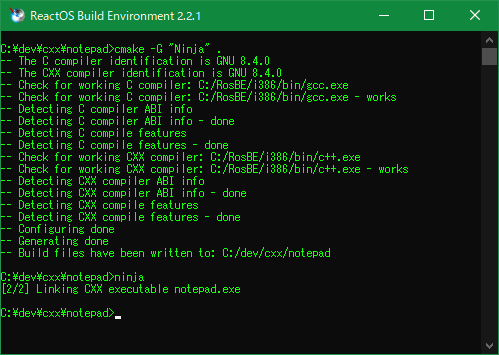 ReactOS Build Environment 2.2.1
C:¥dev¥cxx¥notepad>cmake -G "Ninja" .
-- The C compiler identification is GNU 8.4.0
-- The CXX compiler identification is GNU 8.4.0
-- Check for working C compiler: C:/RosBE/i386/bin/gcc.exe
-- Check for working C compiler: C:/RosBE/i386/bin/gcc.exe - works
-- Detecting C compiler ABI info
-- Detecting C compiler ABI info - done
-- Detecting C compile features
-- Detecting C compile features - done
-- Check for working CXX compiler: C:/RosBE/i386/bin/c++.exe
-- Check for working CXX compiler: C:/RosBE/i386/bin/c++.exe - works
-- Detecting CXX compiler ABI info
-- Detecting CXX compiler ABI info - done
-- Detecting CXX compile features
-- Detecting CXX compile features - done
-- Configuring done
-- Generating done
-- Build files have been written to: C:/dev/cxx/notepad
C:¥dev¥cxx¥notepad>ninja
[2/2] Linking CXX executable notepad.exe
C:¥dev¥cxx¥notepad>